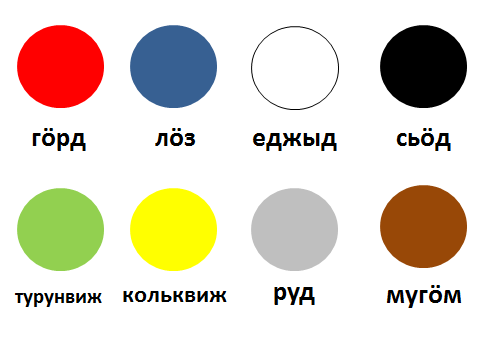 гӧрд лӧз еджыд сьӧд
турунвиж кольквиж руд мугӧм